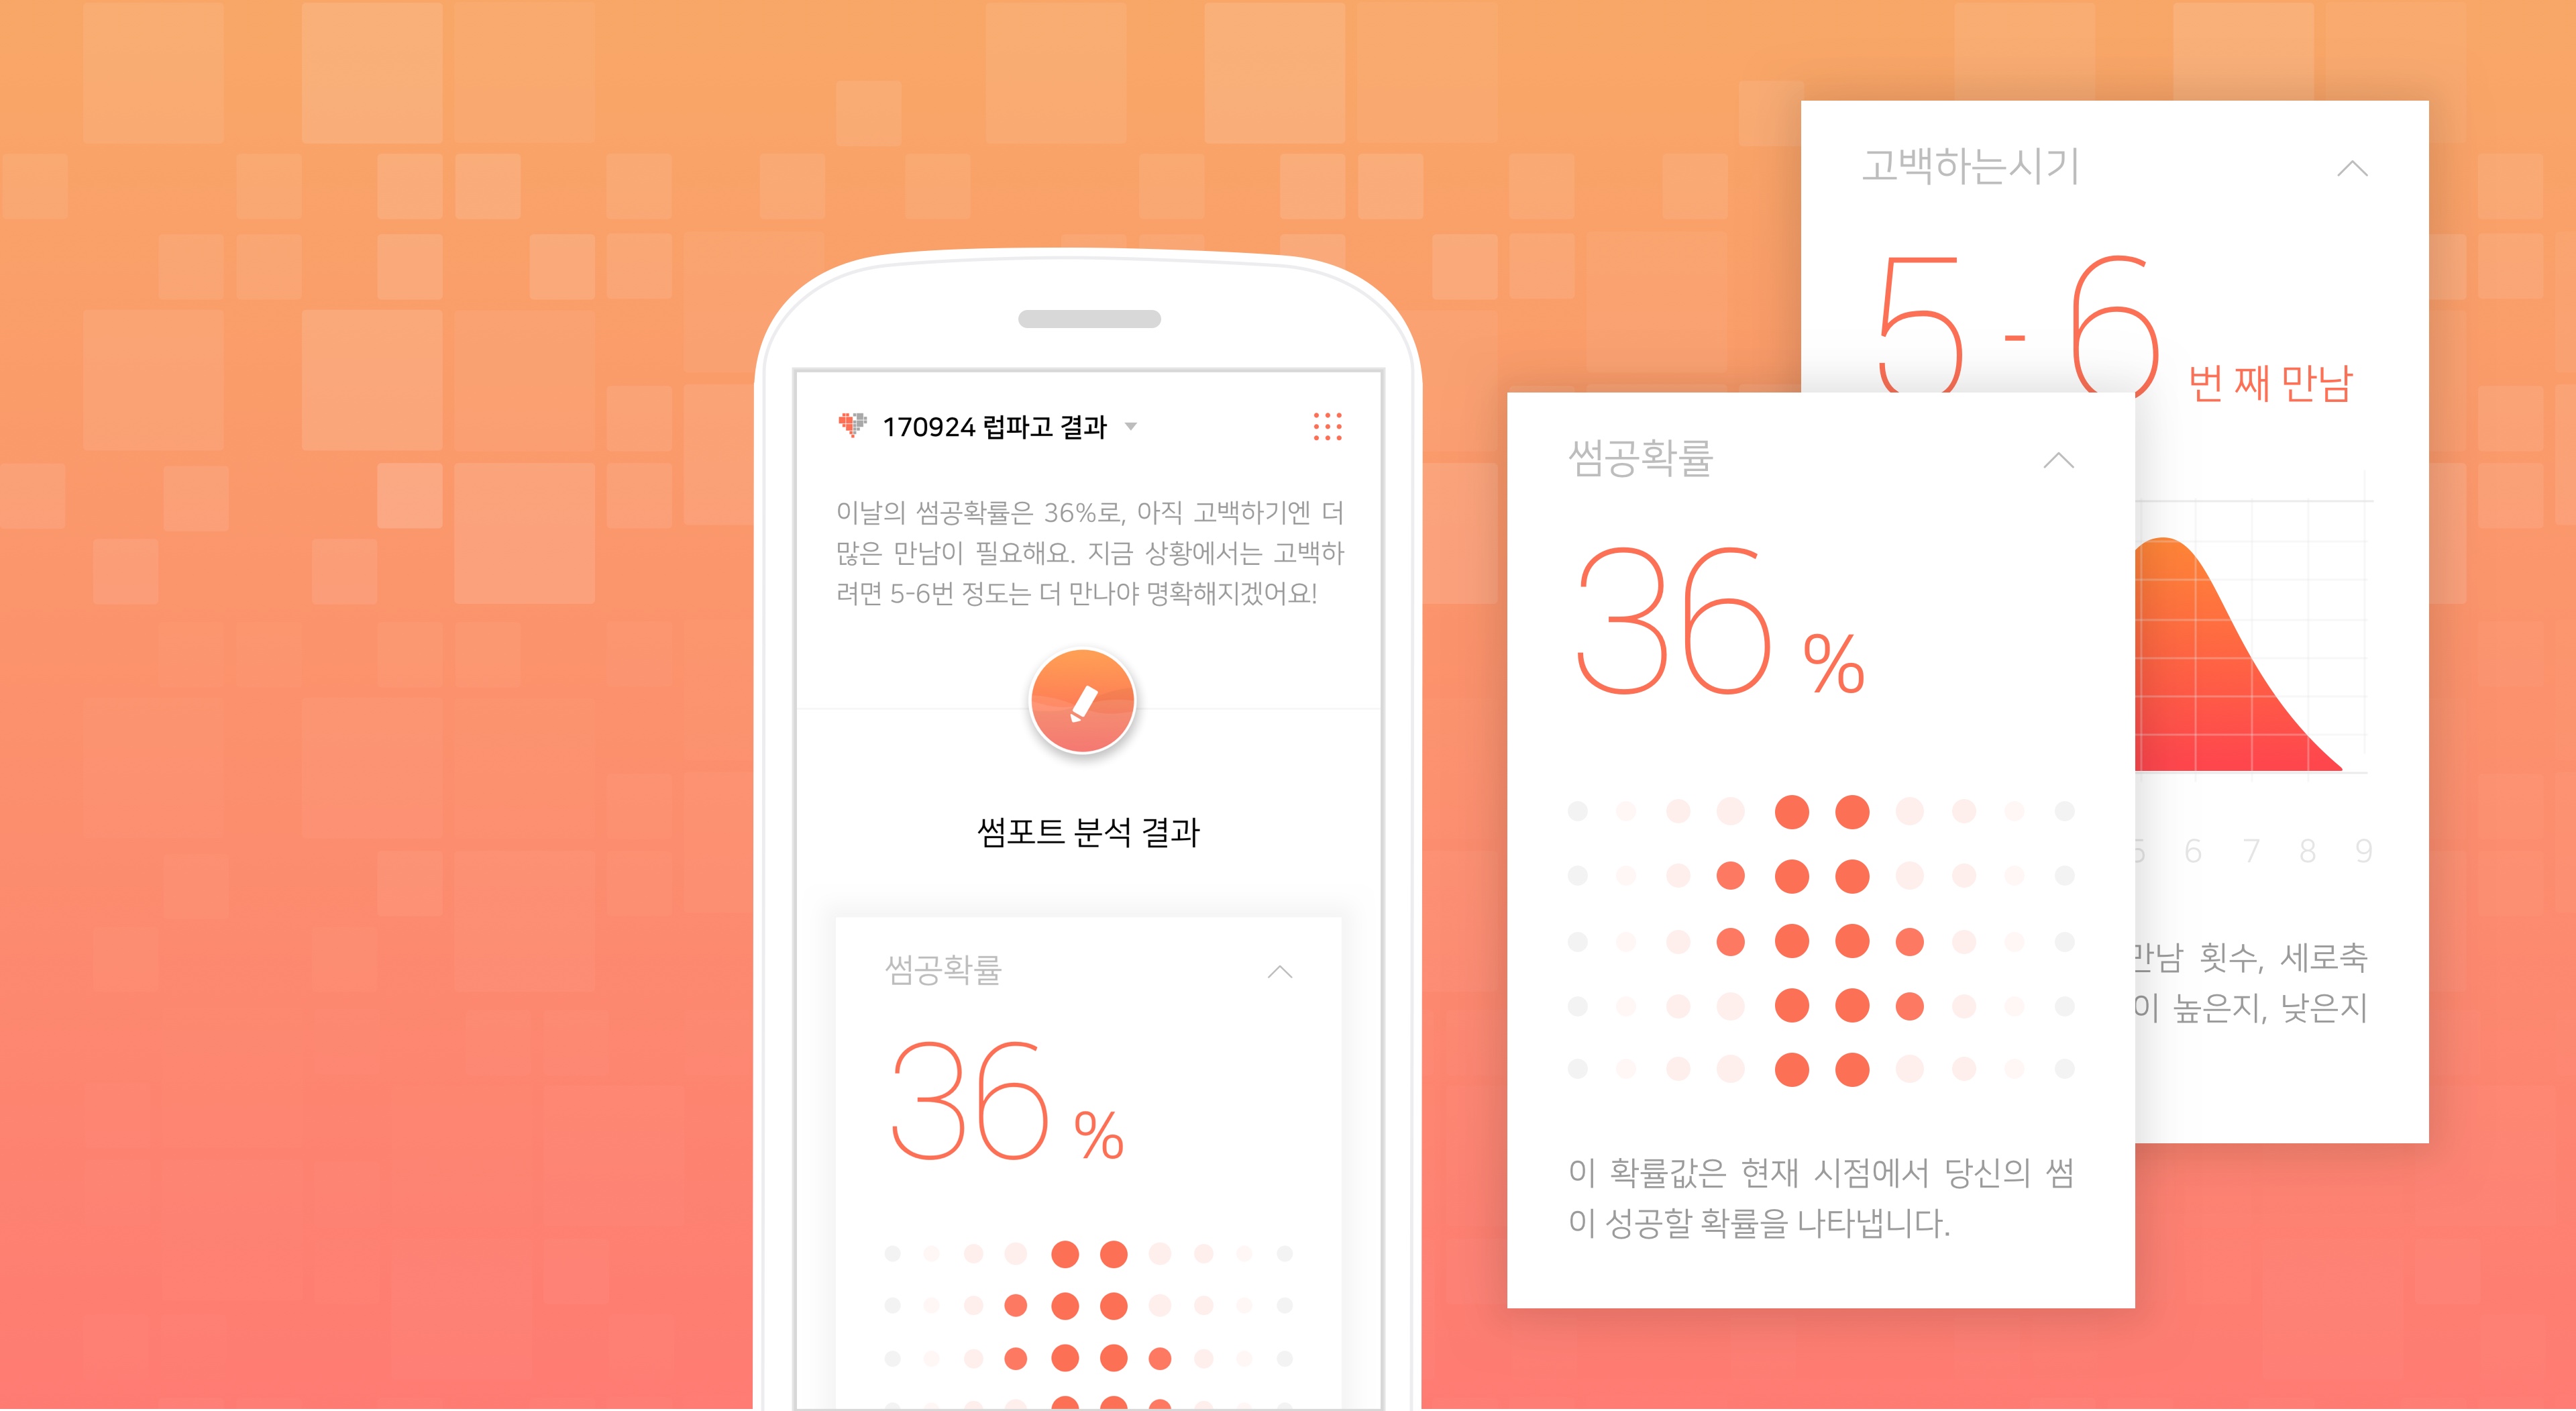 170924 럽파고 결과
이날의 썸공확률은 36%로, 아직 고백하기엔 더
많은 만남이 필요해요. 지금 상황에서는 고백하
려면 5-6번 정도는 더 만나야 명확해지겠어요!
썸포트 분석 결과
썸공확률
36 %
썸공확률
36 %
이 확률값은 현재 시점에서 당신의 썸
이 성공할 확률을 나타냅니다.
고백하는시기
5 - 6 번 째 만남
6 7 8 9
횟수, 세로축
높은지, 낮은지